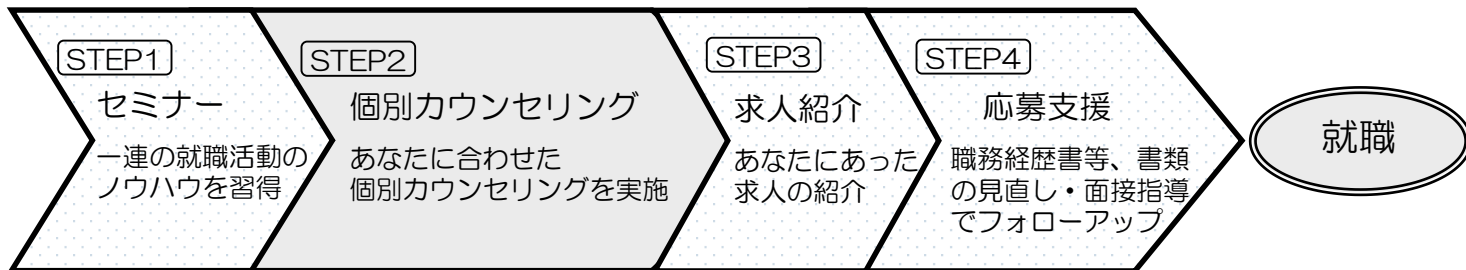 STEP1
セミナー
一連の就職活動の
ノウハウを習得
STEP2
個別カウンセリング
あなたに合わせた
個別カウンセリングを実施
STEP3
求人紹介
あなたにあった
求人の紹介
STEP4
応募支援
職務経歴書等、書類
の見直し・面接指導
でフォローアップ
就職